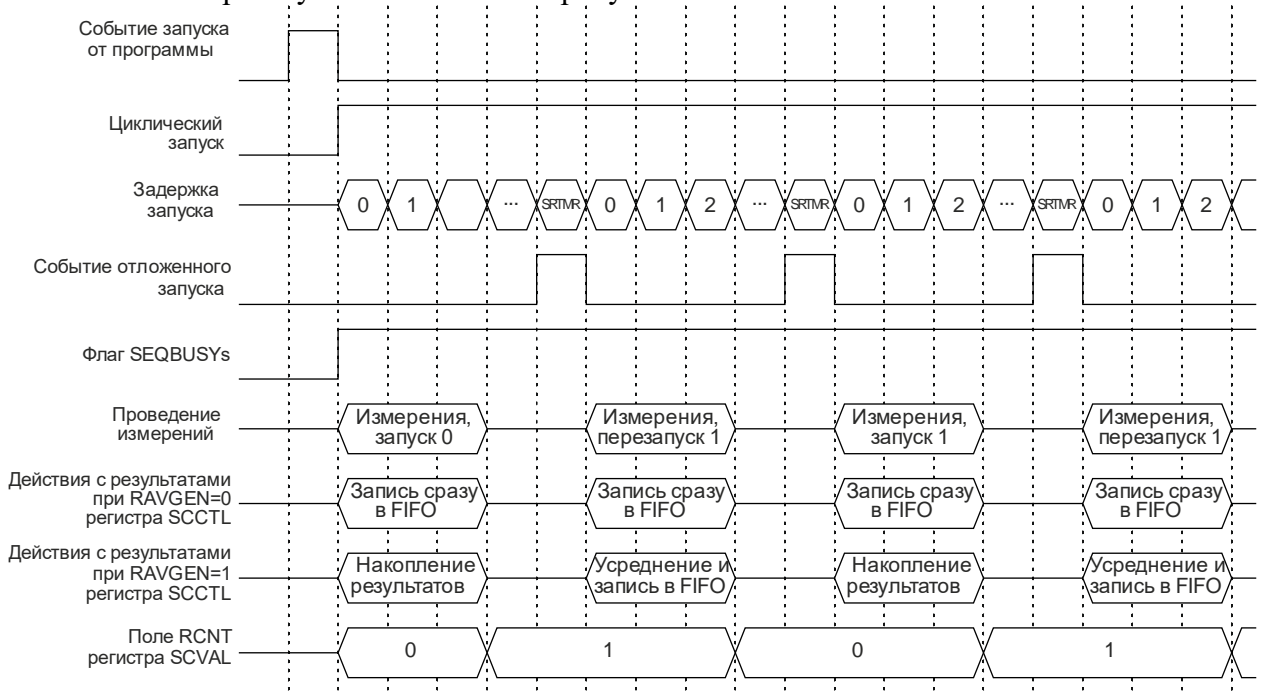 Событие запуска
от программы
Циклический
запуск
Задержка
запуска
0 1 ... SRTMR 0 1 2 ... SRTMR 0 1 2 ... SRTMR 0 1 2
Событие отложенного
запуска
Флаг SEQBUSYs
Проведение
измерений
Измерения, запуск 0
Измерения, перезапуск 1
Измерения, запуск 1
Измерения, перезапуск 1
Действия с результатами
при RAVGEN=0
регистра SCCTL
Запись сразу в FIFO
Запись сразу в FIFO
Запись сразу в FIFO
Запись сразу в FIFO
Действия с результатами
при RAVGEN=1
регистра SCCTL
Накопление результатов
Усреднение и запись в FIFO
Накопление результатов
Усреднение и запись в FIFO
Поле RCNT
регистра SCVAL
0 1 0 1